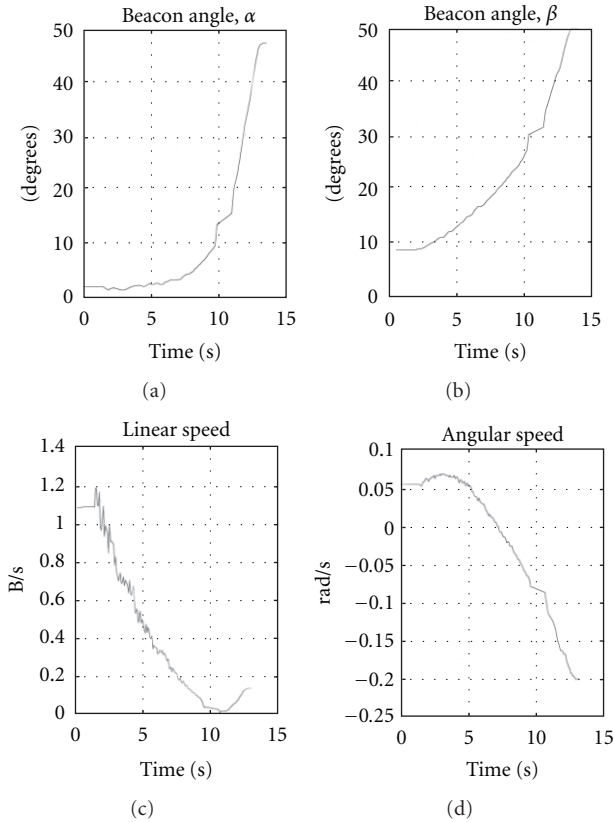 Beacon angle, α
50
40
30
20
10
0
(degrees)
0 5 10 15
Time (s)
(a)
Beacon angle, β
50
40
30
20
10
0
(degrees)
0 5 10 15
Time (s)
(b)
Linear speed
1.4
1.2
1
0.8
0.6
0.4
0.2
0
B/s
0 5 10 15
Time (s)
(c)
Angular speed
0.1
0.05
0
−0.05
−0.1
−0.15
−0.2
−0.25
rad/s
0 5 10 15
Time (s)
(d)